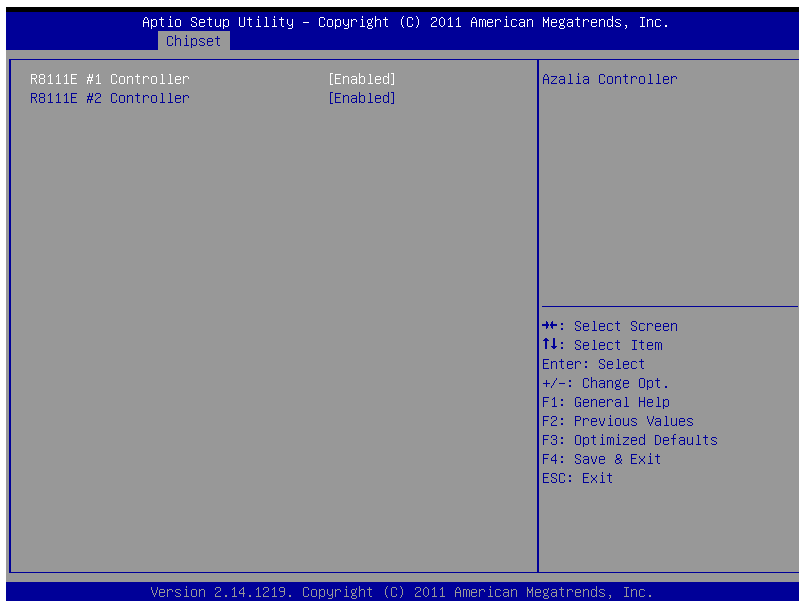 Aptio Setup Utility – Copyright (C) 2011 American Megatrends, Inc.
Chipset
R8111E #1 Controller [Enabled]
R8111E #2 Controller [Enabled]
Azalia Controller
→←: Select Screen
↑↓: Select Item
Enter: Select
+/-: Change Opt.
F1: General Help
F2: Previous Values
F3: Optimized Defaults
F4: Save & Exit
ESC: Exit
Version 2.14.1219. Copyright (C) 2011 American Megatrends, Inc.